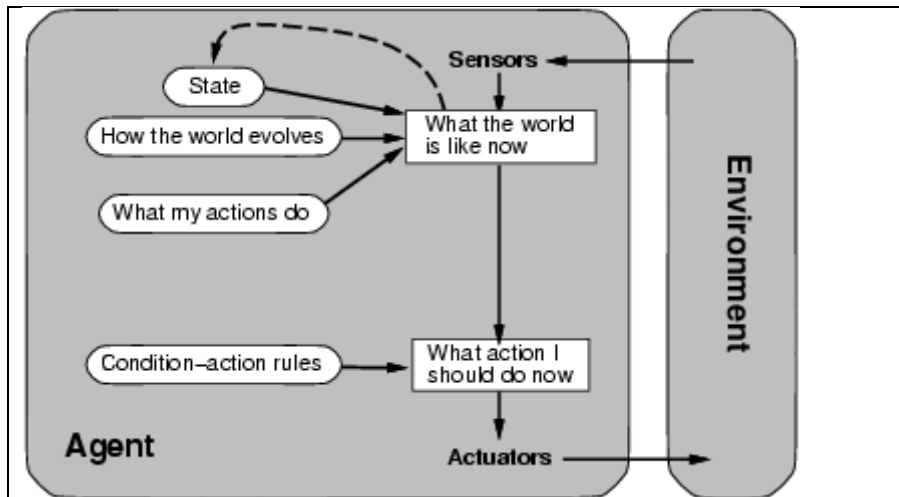 Sensors
State
What the world
is like now
How the world evolves
What my actions do
Environment
Condition–action rules
What action I
should do now
Agent
Actuators